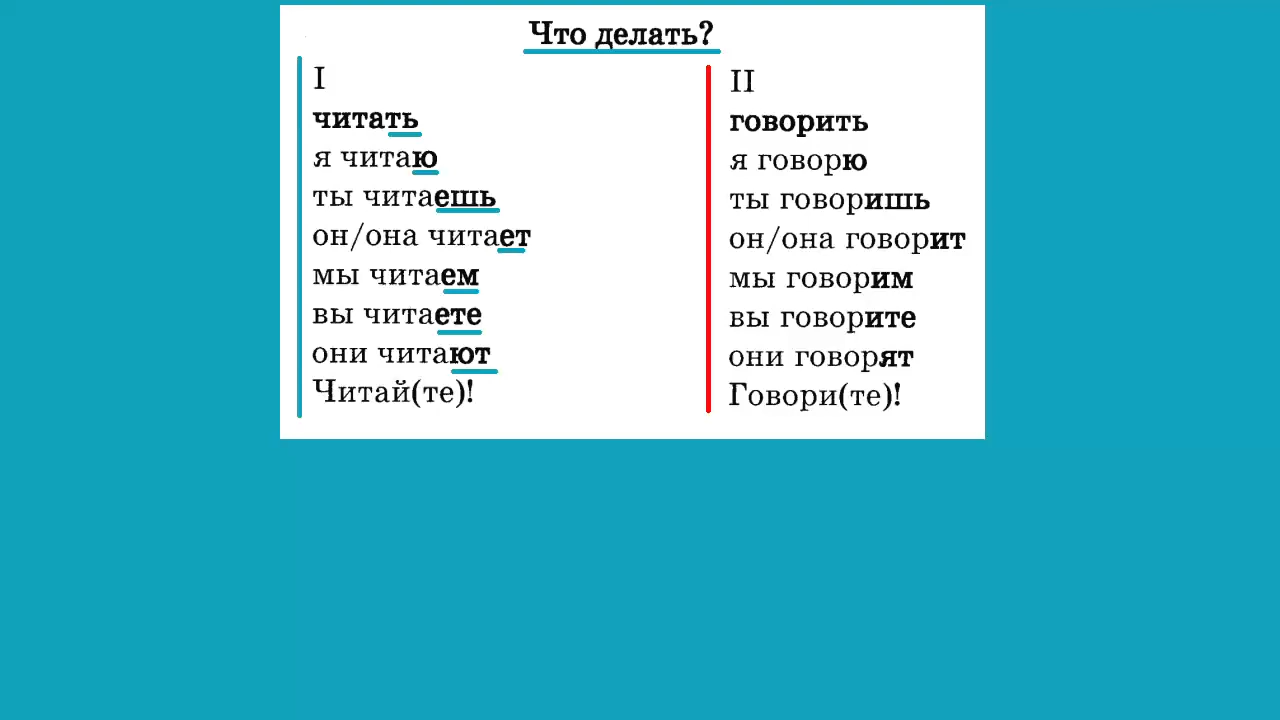 Что делать?
I
читать
я читаю
ты читаешь
он/она читает
мы читаем
вы читаете
они читают
Читай(те)!
II
говорить
я говорю
ты говоришь
он/она говорит
мы говорим
вы говорите
они говорят
Говори(те)!